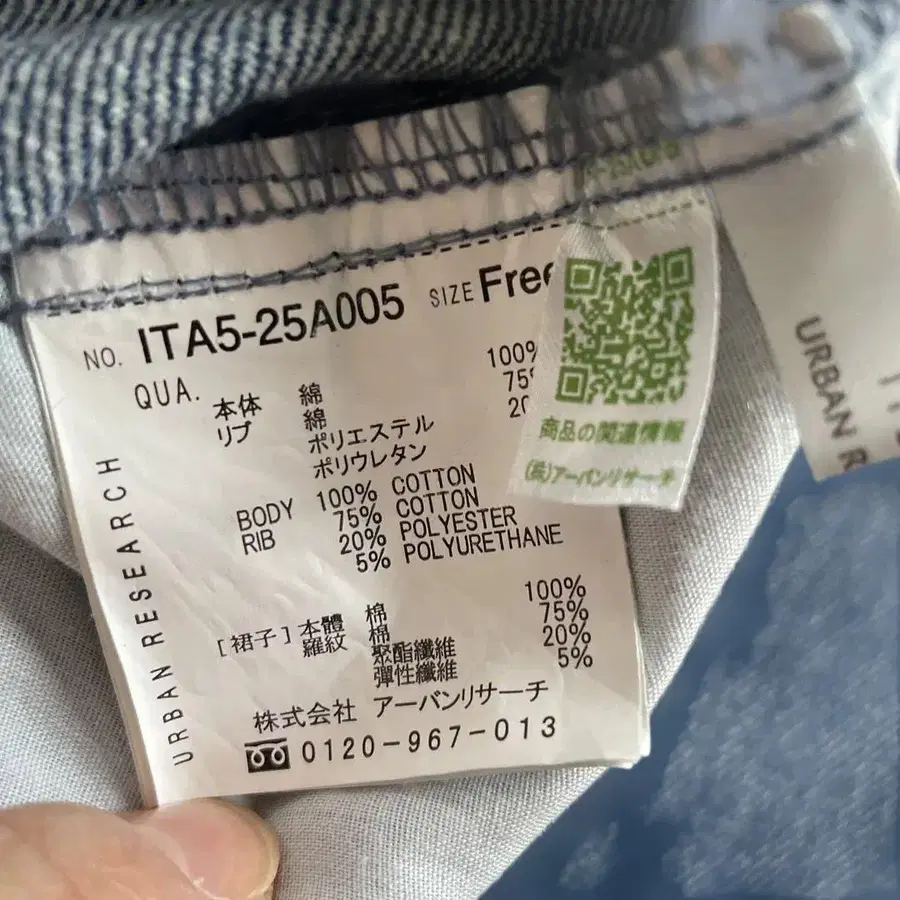 NO. ITA5-25A005 SIZE Free
QUA.
本体 綿 100%
リブ 綿 75%
ポリエステル 20
ポリウレタン
BODY 100% COTTON
RIB 75% COTTON
20% POLYESTER
5% POLYURETHANE
[裙子] 本體 棉 100%
羅紋 棉 75%
聚酯纖維 20%
彈性纖維 5%
株式会社 アーバンリサーチ
0120-967-013
URBAN RESEARCH
商品の関連情報
(株)アーバンリサーチ
URBAN R